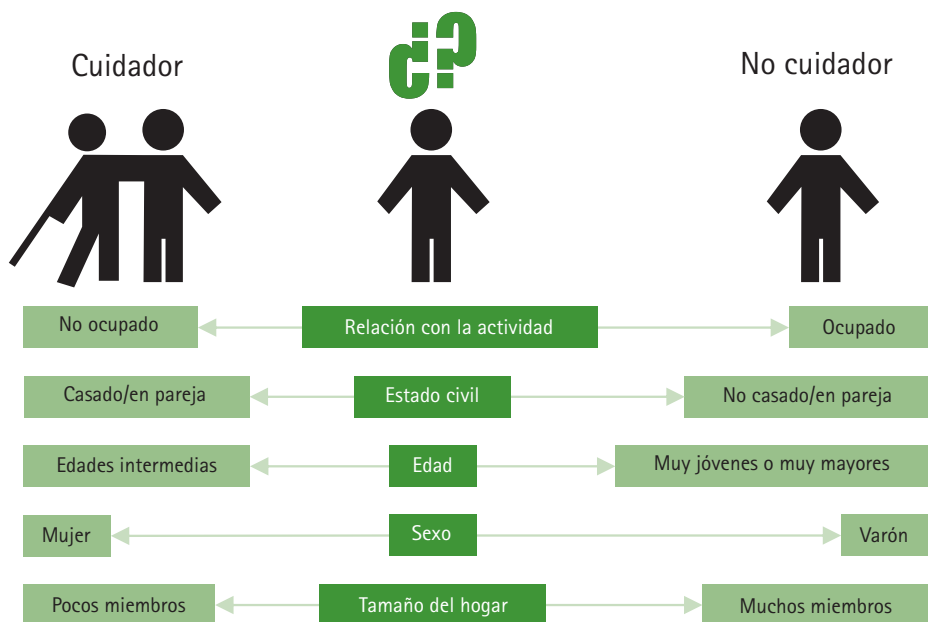 Cuidador
¿?
No cuidador
No ocupado
Relación con la actividad
Ocupado
Casado/en pareja
Estado civil
No casado/en pareja
Edades intermedias
Edad
Muy jóvenes o muy mayores
Mujer
Sexo
Varón
Pocos miembros
Tamaño del hogar
Muchos miembros